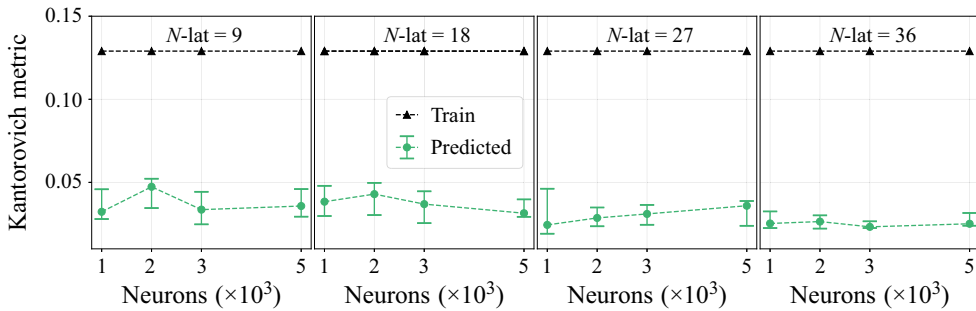 Kantorovich metric
0.15
0.10
0.05
N-lat = 9
N-lat = 18
N-lat = 27
N-lat = 36
Train
Predicted
1 2 3 5
1 2 3 5
1 2 3 5
1 2 3 5
Neurons (×10³)
Neurons (×10³)
Neurons (×10³)
Neurons (×10³)